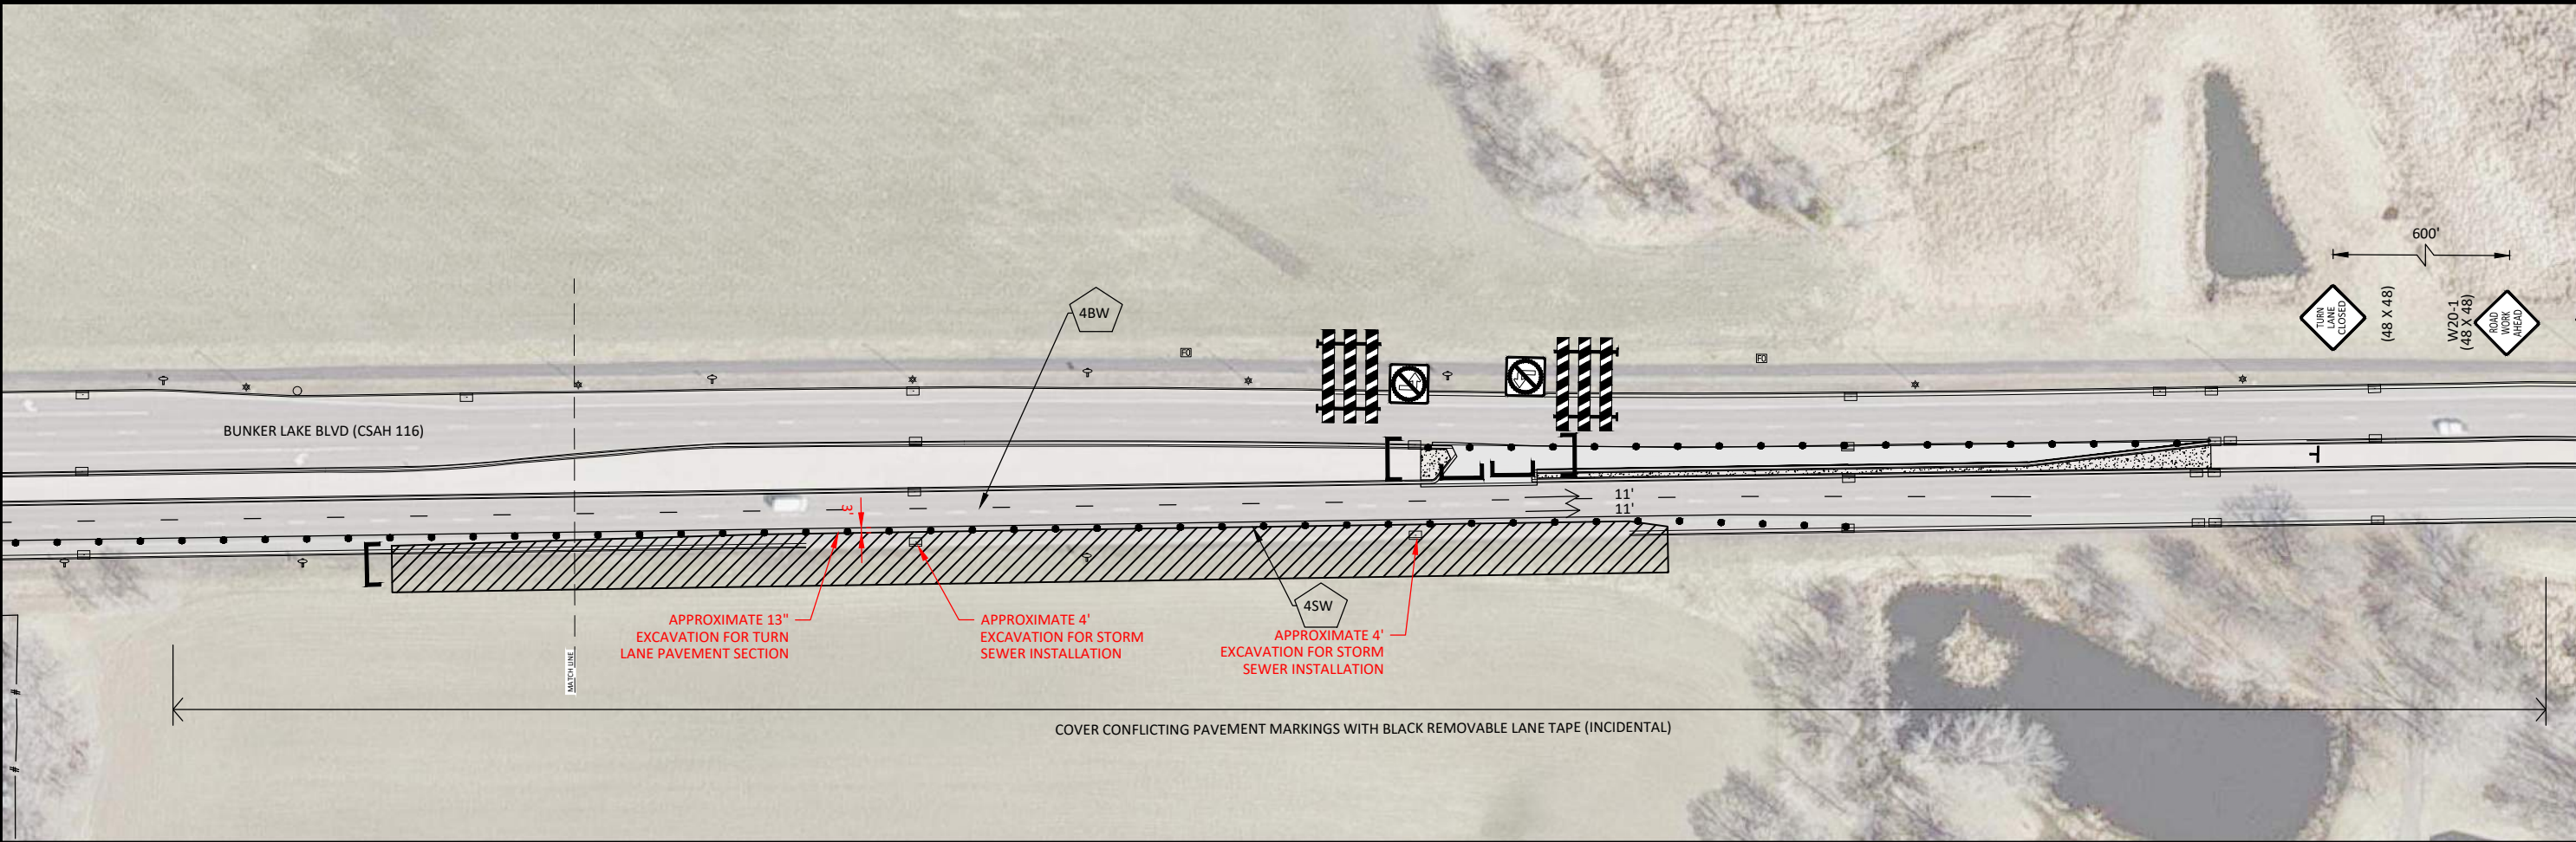 600'
TURN
LANE
CLOSED
(48 X 48)
W20-1
(48 X 48)
ROAD
WORK
AHEAD
4BW
FO
FO
BUNKER LAKE BLVD (CSAH 116)
3'
11'
11'
4SW
APPROXIMATE 13"
EXCAVATION FOR TURN
LANE PAVEMENT SECTION
APPROXIMATE 4'
EXCAVATION FOR STORM
SEWER INSTALLATION
APPROXIMATE 4'
EXCAVATION FOR STORM
SEWER INSTALLATION
MATCH LINE
COVER CONFLICTING PAVEMENT MARKINGS WITH BLACK REMOVABLE LANE TAPE (INCIDENTAL)